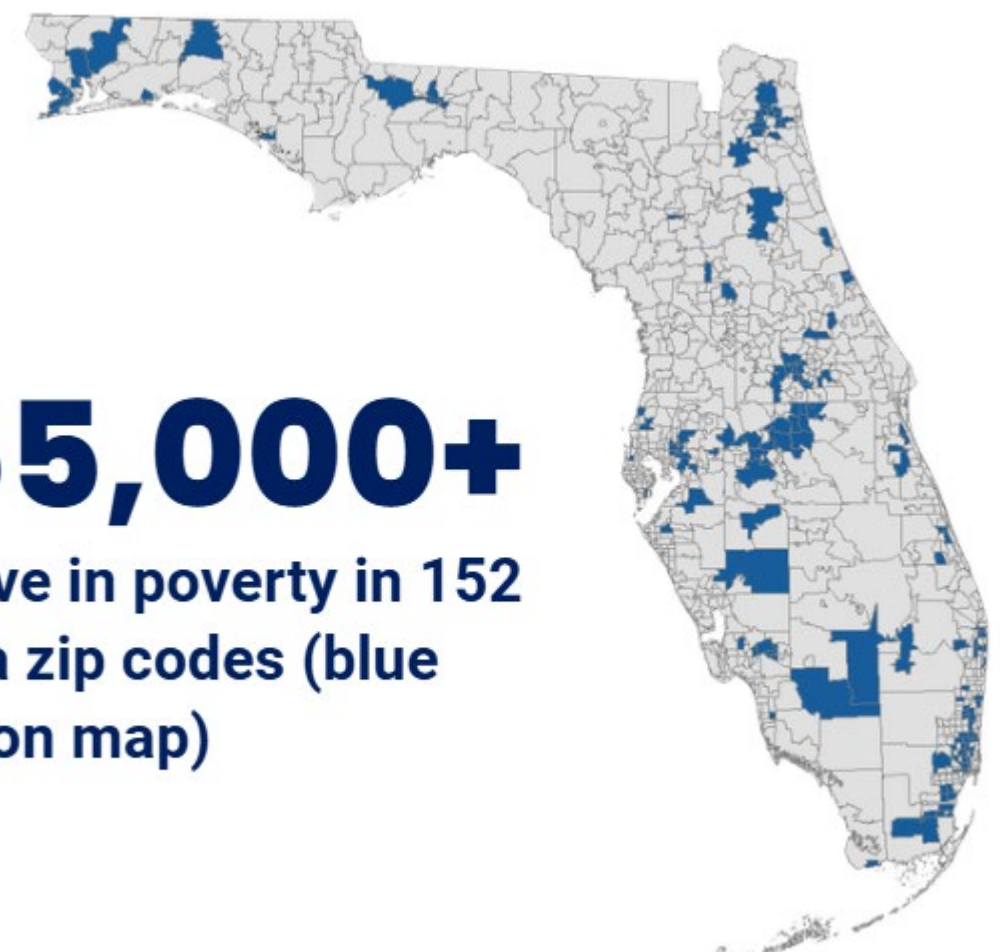 5,000+
ve in poverty in 152
zip codes (blue
on map)